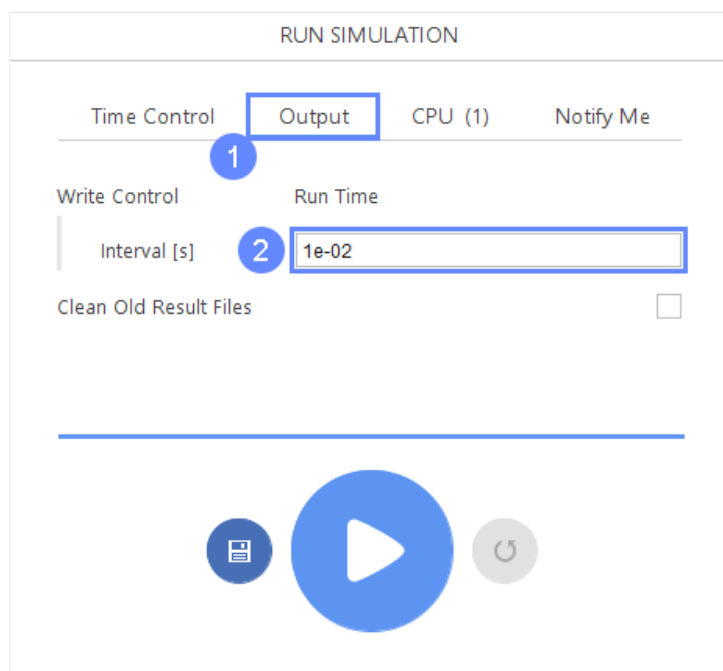 RUN SIMULATION
Time Control Output CPU (1) Notify Me
1
Write Control Run Time
Interval [s] 2 1e-02
Clean Old Result Files